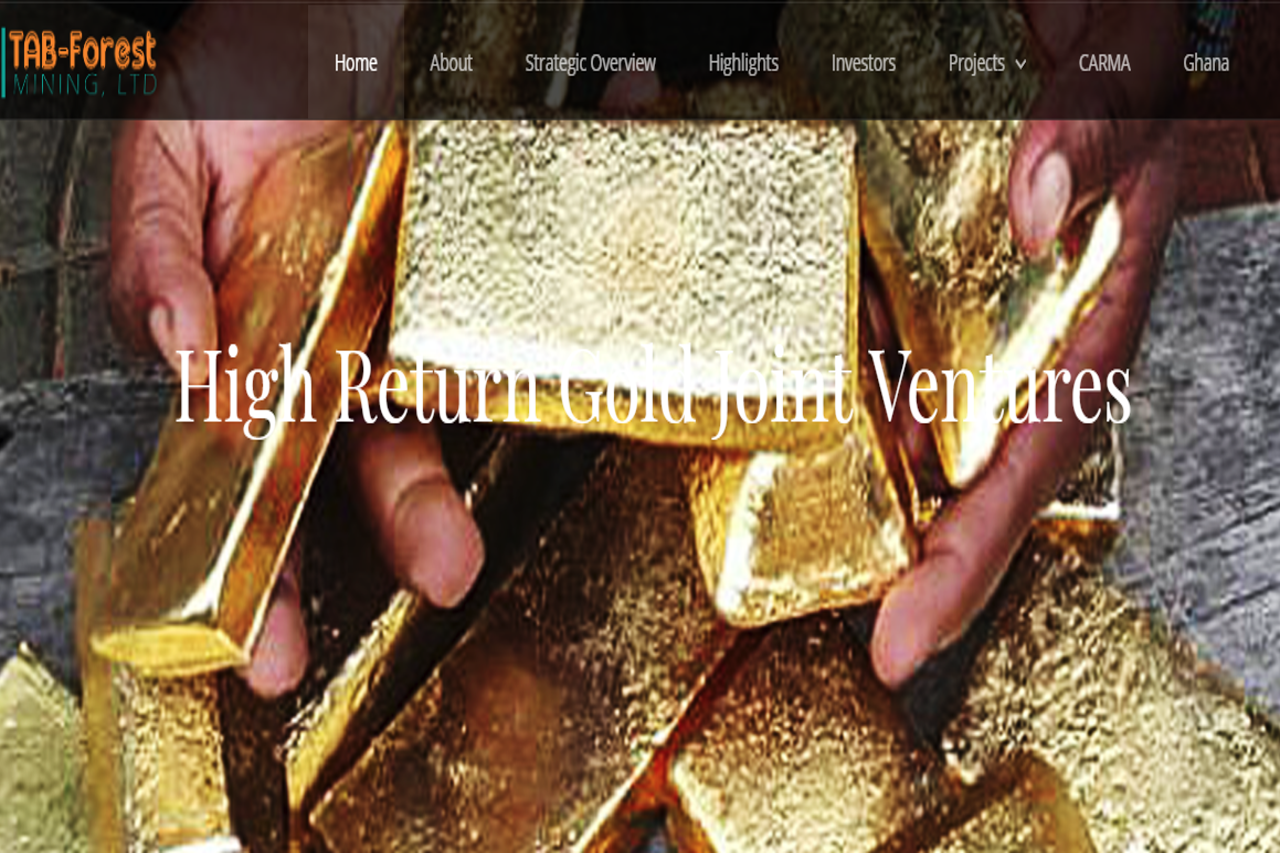 TAB-Forest
MINING, LTD
Home About Strategic Overview Highlights Investors Projects CARMA Ghana
High Return Gold Joint Ventures